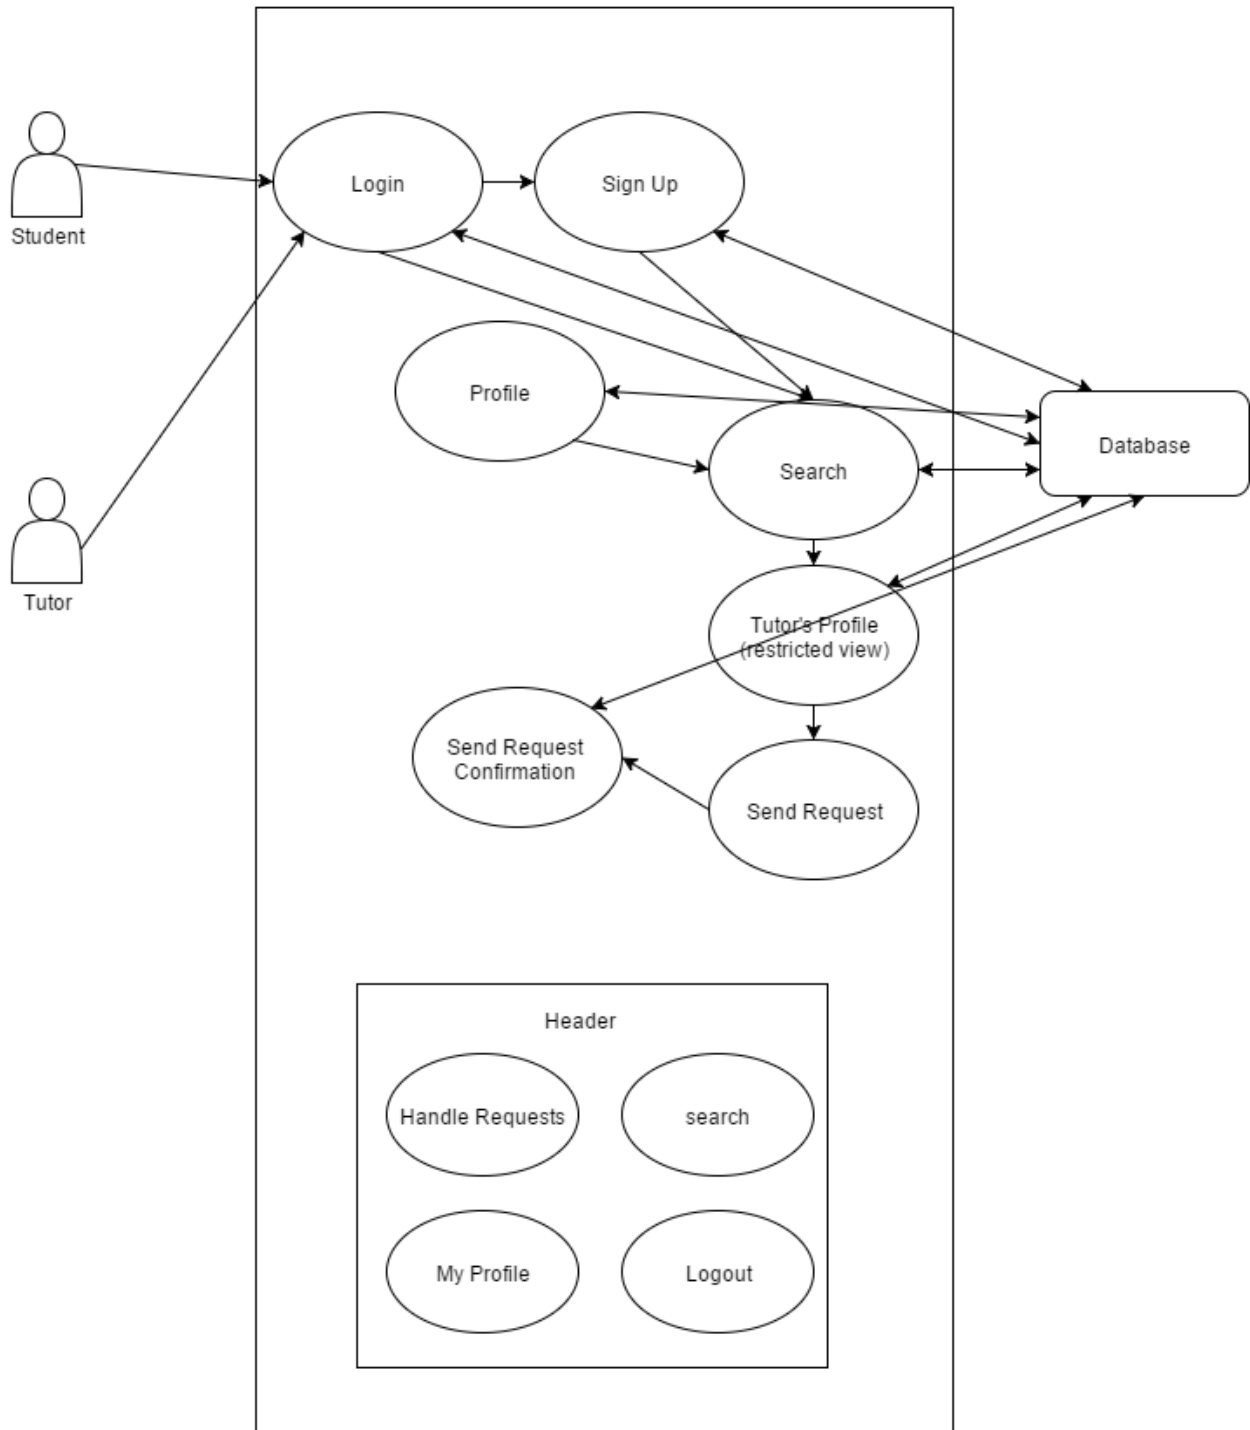 Login
Sign Up
Student
Profile
Database
Search
Tutor
Tutor's Profile
(restricted view)
Send Request
Confirmation
Send Request
Header
Handle Requests
search
My Profile
Logout